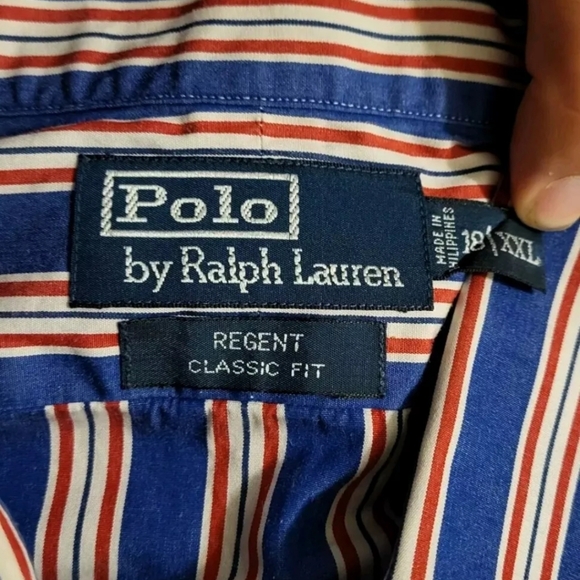 Polo
by Ralph Lauren
MADE IN
PHILIPPINES
18/XXL
REGENT
CLASSIC FIT